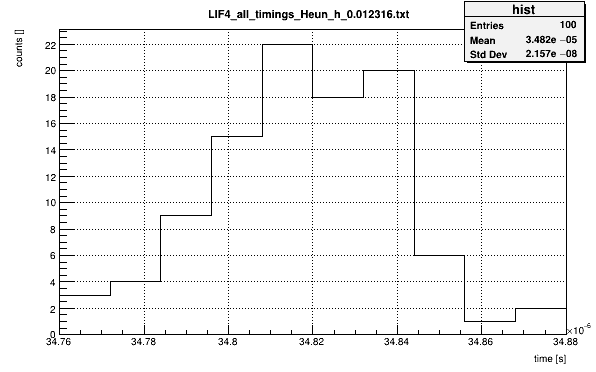 LIF4_all_timings_Heun_h_0.012316.txt
hist
Entries 100
Mean 3.482e −05
Std Dev 2.157e −08
counts []
22
20
18
16
14
12
10
8
6
4
2
0
34.76 34.78 34.8 34.82 34.84 34.86 34.88
×10⁻⁶
time [s]